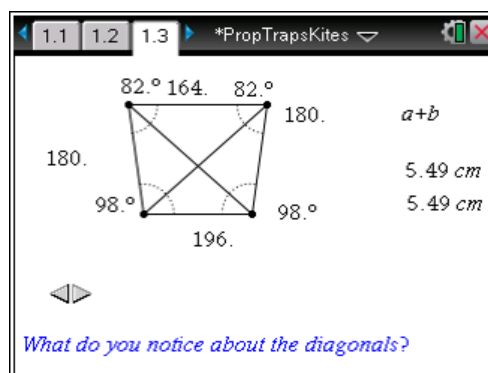 1.1 1.2 1.3 *PropTrapsKites
82.º 164. 82.º
180. a+b
180. 5.49 cm
98.º 98.º 5.49 cm
196.
What do you notice about the diagonals?